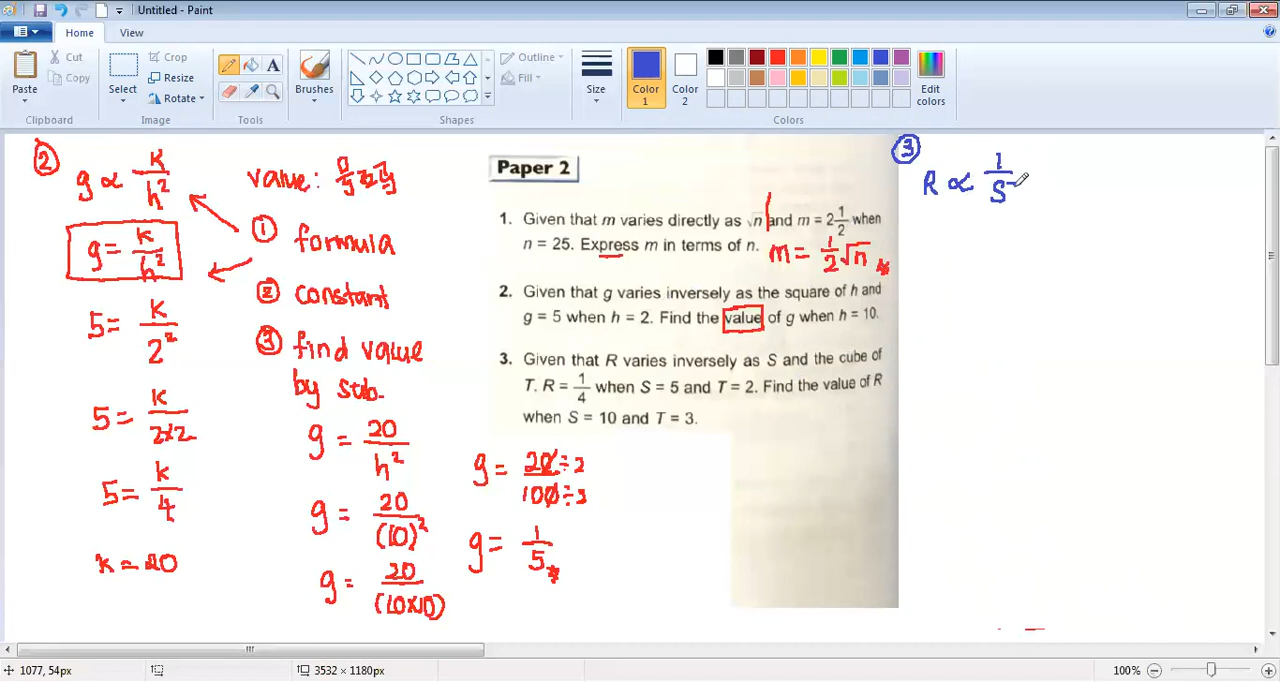 Untitled - Paint
Home
View
Paste
Cut
Copy
Clipboard
Select
Crop
Resize
Rotate
Image
A
Tools
Brushes
Outline
Fill
Shapes
Size
Color
1
Color
2
Edit
colors
Colors
②
g ∝ k/h²
g = k/h²
5 = k/2²
5 = k/2×2
5 = k/4
k = 20
value:
① formula
② constant
③ find value
by sub.
g = 20/h²
g = 20/(10)²
g = 20/(10×10)
g = 20/100
g = 1/5
Paper 2
1. Given that m varies directly as √n and m = 2 1/2 when
n = 25. Express m in terms of n.
m = 1/2 √n
2. Given that g varies inversely as the square of h and
g = 5 when h = 2. Find the value of g when h = 10.
3. Given that R varies inversely as S and the cube of
T. R = 1/4 when S = 5 and T = 2. Find the value of R
when S = 10 and T = 3.
③
R ∝ 1/S
1077, 54px
3532 × 1180px
100%